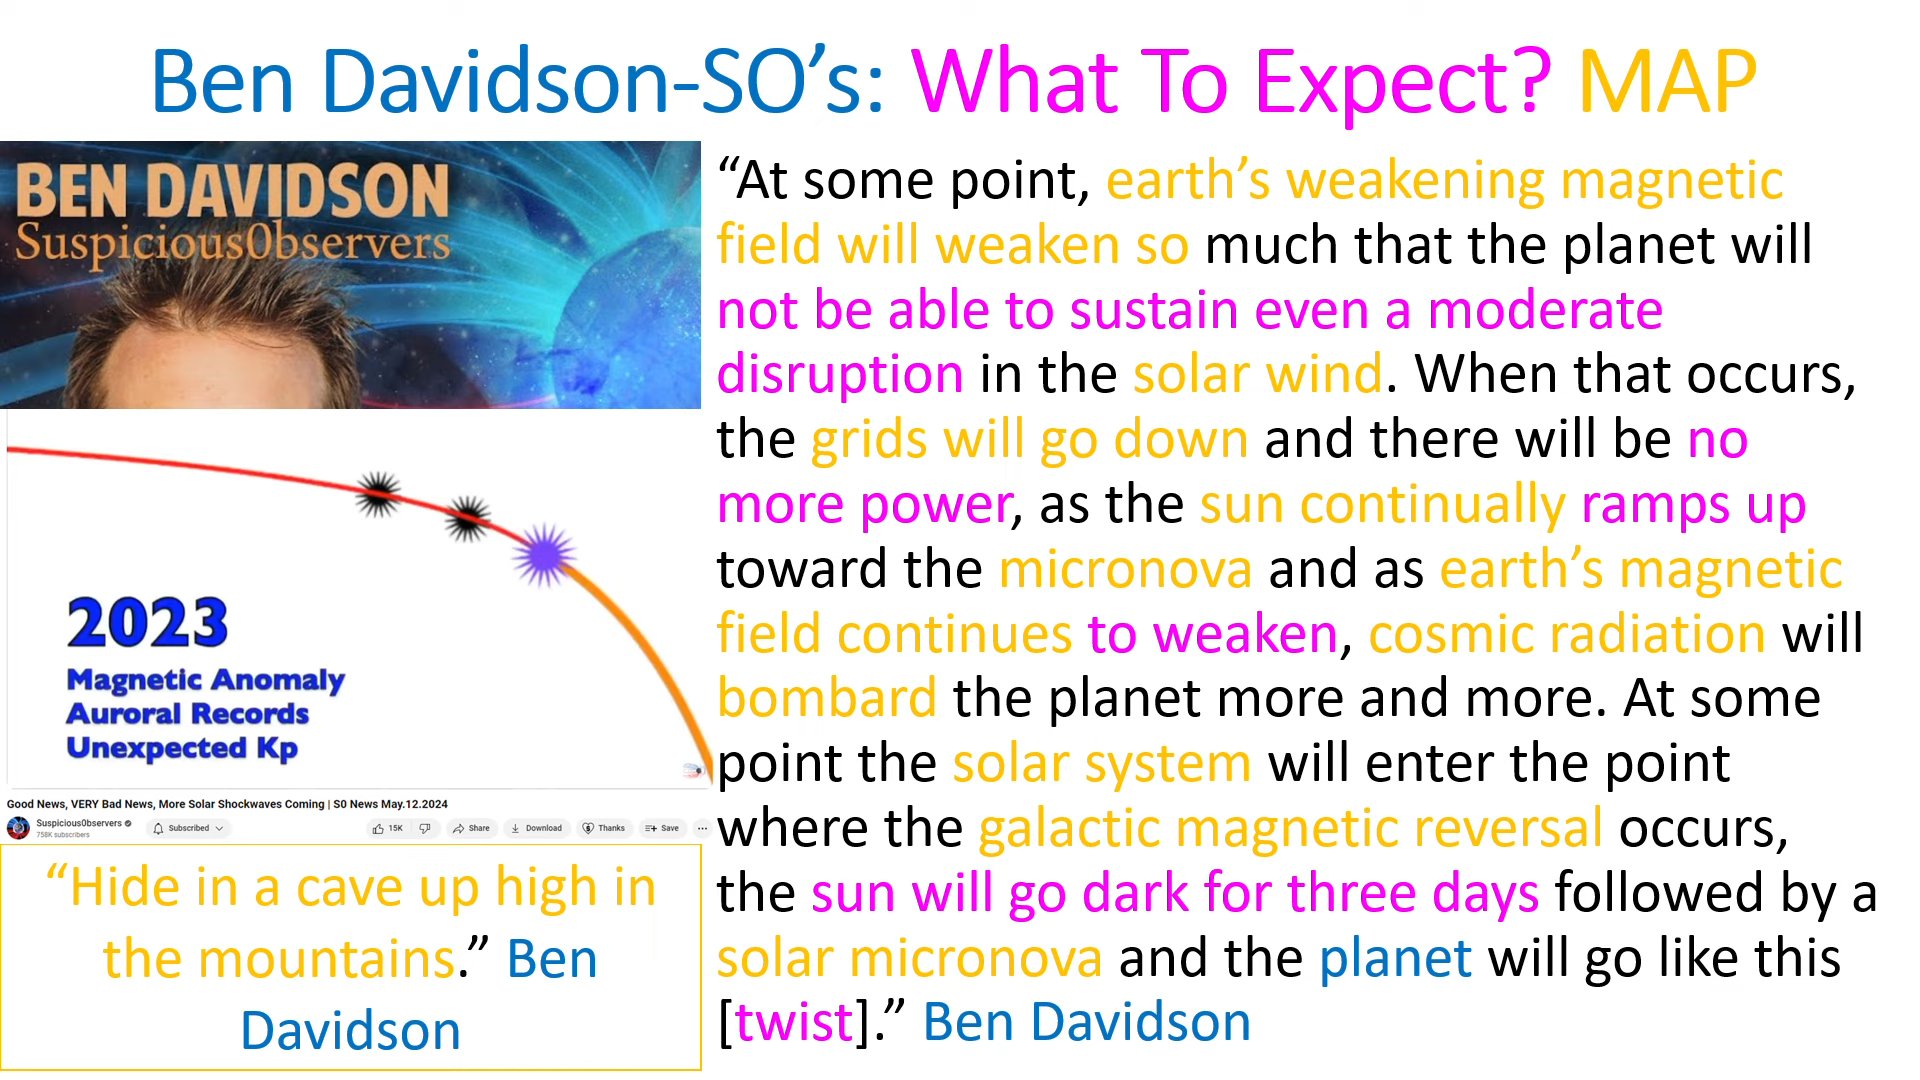 Ben Davidson-SO’s: What To Expect? MAP
BEN DAVIDSON
Suspicious0bservers
2023
Magnetic Anomaly
Auroral Records
Unexpected Kp
Good News, VERY Bad News, More Solar Shockwaves Coming | S0 News May.12.2024
Suspicious0bservers
758K subscribers
Subscribed
15K
Share
Download
Thanks
Save
“Hide in a cave up high in
the mountains.” Ben
Davidson
“At some point, earth’s weakening magnetic
field will weaken so much that the planet will
not be able to sustain even a moderate
disruption in the solar wind. When that occurs,
the grids will go down and there will be no
more power, as the sun continually ramps up
toward the micronova and as earth’s magnetic
field continues to weaken, cosmic radiation will
bombard the planet more and more. At some
point the solar system will enter the point
where the galactic magnetic reversal occurs,
the sun will go dark for three days followed by a
solar micronova and the planet will go like this
[twist].” Ben Davidson